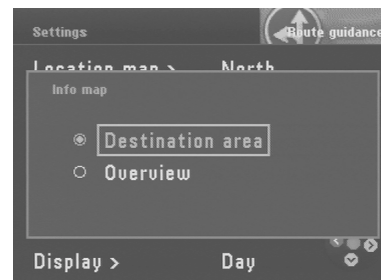 Settings
Route guidance
Location map > North
Info map
Destination area
Overview
Display > Day